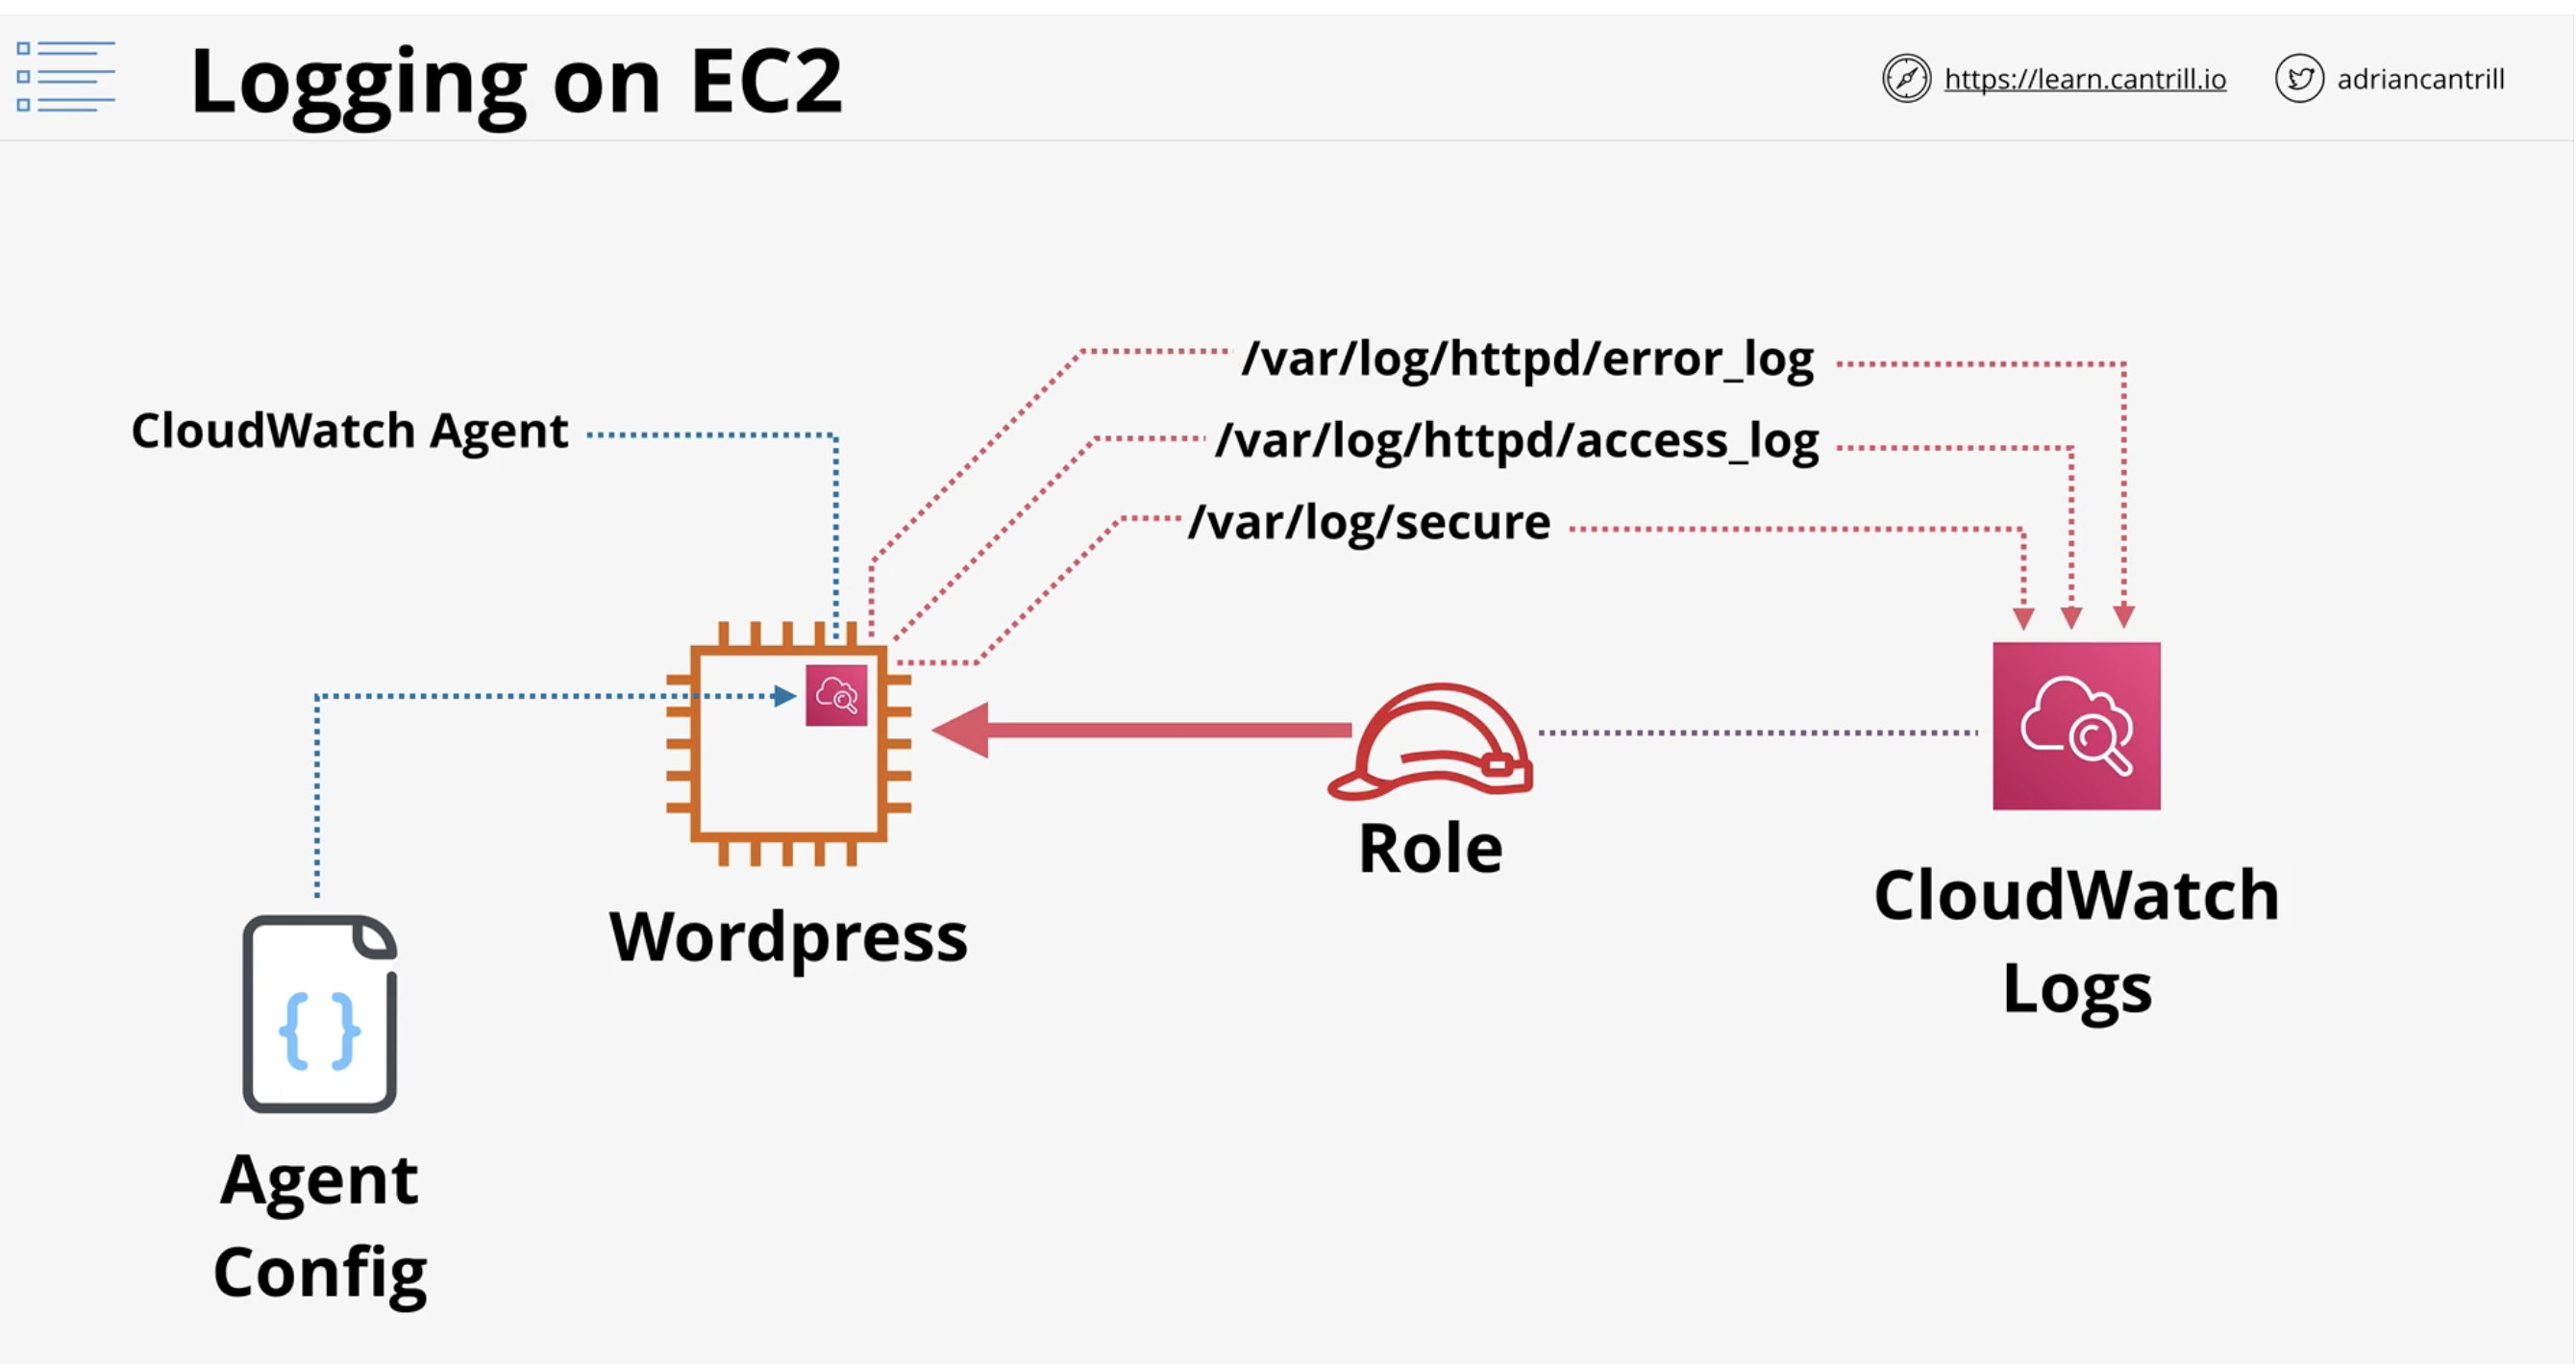 Logging on EC2
https://learn.cantrill.io
adriancantrill
/var/log/httpd/error_log
CloudWatch Agent
/var/log/httpd/access_log
/var/log/secure
Role
Wordpress
CloudWatch
Logs
{ }
Agent
Config